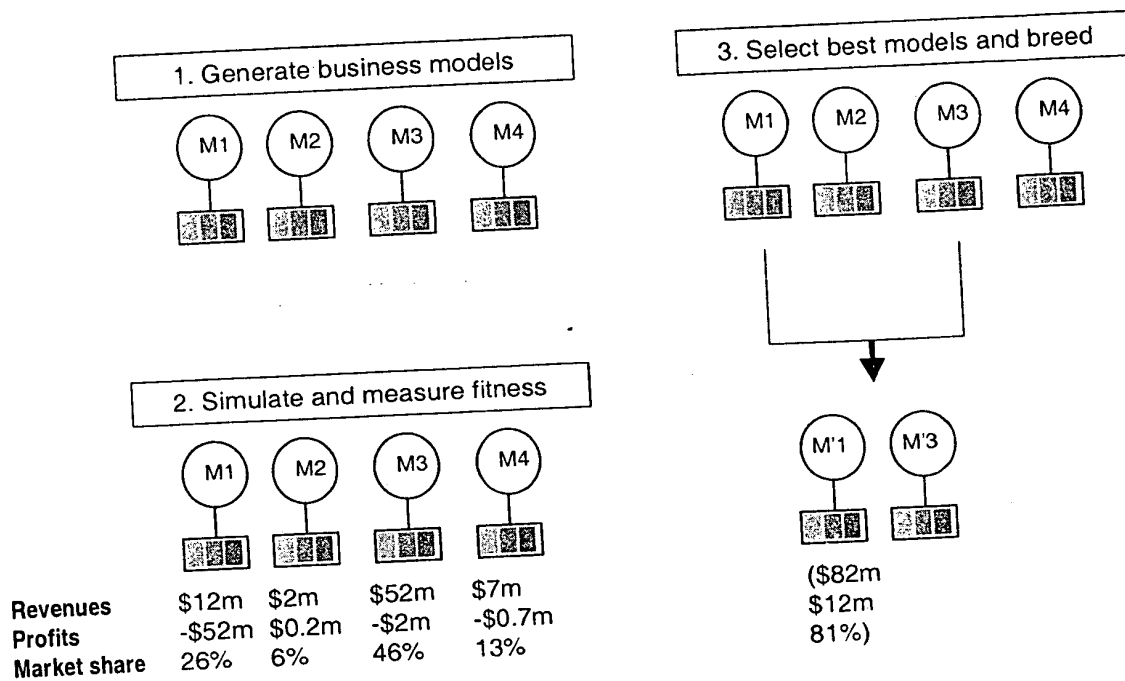 1. Generate business models
M1 M2 M3 M4
2. Simulate and measure fitness
M1 M2 M3 M4
Revenues $12m $2m $52m $7m
Profits -$52m $0.2m -$2m -$0.7m
Market share 26% 6% 46% 13%
3. Select best models and breed
M1 M2 M3 M4
M'1 M'3
($82m
$12m
81%)